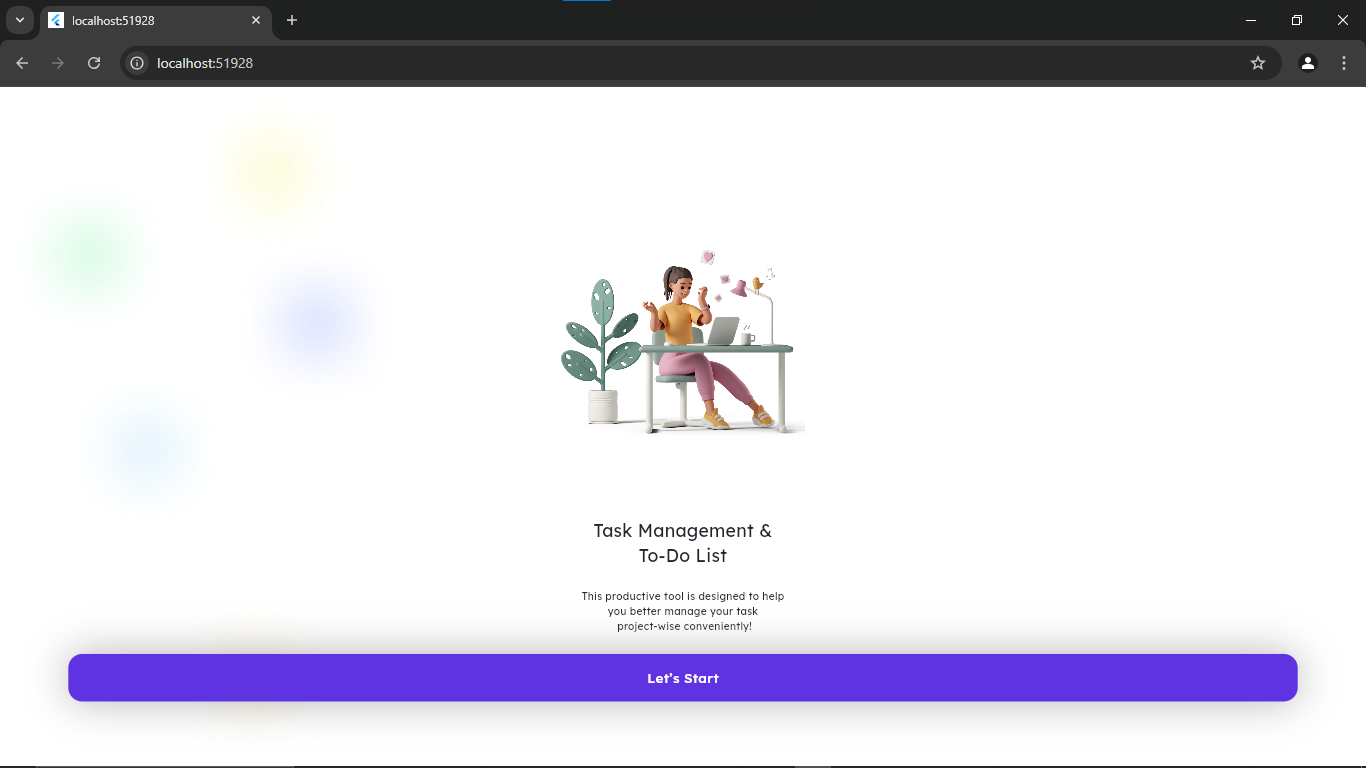 localhost:51928
localhost:51928
Task Management &
To-Do List
This productive tool is designed to help
you better manage your task
project-wise conveniently!
Let's Start